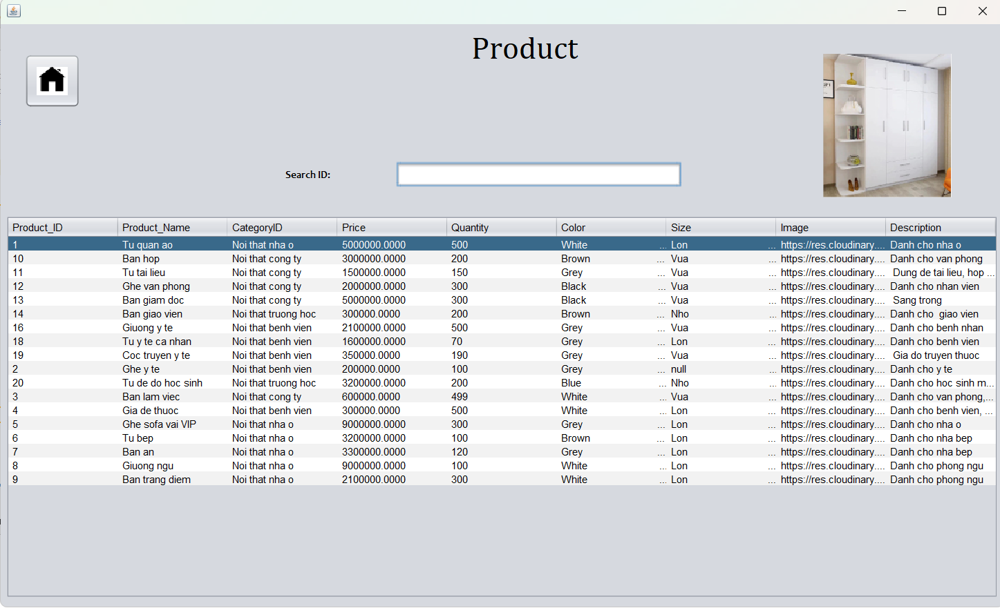 Product
Search ID:
Product_ID Product_Name CategoryID Price Quantity Color Size Image Description
1 Tu quan ao Noi that nha o 5000000.0000 500 White ... Lon ... https://res.cloudinary.... Danh cho nha o
10 Ban hop Noi that cong ty 3000000.0000 200 Brown ... Vua ... https://res.cloudinary.... Danh cho van phong
11 Tu tai lieu Noi that cong ty 1500000.0000 150 Grey ... Vua ... https://res.cloudinary.... Dung de tai lieu, hop ...
12 Ghe van phong Noi that cong ty 2000000.0000 300 Black ... Vua ... https://res.cloudinary.... Danh cho nhan vien
13 Ban giam doc Noi that cong ty 5000000.0000 300 Black ... Vua ... https://res.cloudinary.... Sang trong
14 Ban giao vien Noi that truong hoc 300000.0000 200 Brown ... Nho ... https://res.cloudinary.... Danh cho  giao vien
16 Giuong y te Noi that benh vien 2100000.0000 500 Grey ... Vua ... https://res.cloudinary.... Danh cho benh nhan
18 Tu y te ca nhan Noi that benh vien 1600000.0000 70 Grey ... Lon ... https://res.cloudinary.... Danh cho benh vien
19 Coc truyen y te Noi that benh vien 350000.0000 190 Grey ... Vua ... https://res.cloudinary.... Gia do truyen thuoc
2 Ghe y te Noi that benh vien 200000.0000 100 Grey ... null ... https://res.cloudinary.... Danh cho y te
20 Tu de do hoc sinh Noi that truong hoc 3200000.0000 200 Blue ... Nho ... https://res.cloudinary.... Danh cho hoc sinh m...
3 Ban lam viec Noi that cong ty 600000.0000 499 White ... Vua ... https://res.cloudinary.... Danh cho van phong,...
4 Gia de thuoc Noi that benh vien 300000.0000 500 White ... Lon ... https://res.cloudinary.... Danh cho benh vien, ...
5 Ghe sofa vai VIP Noi that nha o 9000000.0000 300 Grey ... Lon ... https://res.cloudinary.... Danh cho nha o
6 Tu bep Noi that nha o 3200000.0000 100 Brown ... Lon ... https://res.cloudinary.... Danh cho nha bep
7 Ban an Noi that nha o 3300000.0000 120 Grey ... Lon ... https://res.cloudinary.... Danh cho nha bep
8 Giuong ngu Noi that nha o 9000000.0000 100 White ... Lon ... https://res.cloudinary.... Danh cho phong ngu
9 Ban trang diem Noi that nha o 2100000.0000 300 White ... Lon ... https://res.cloudinary.... Danh cho phong ngu